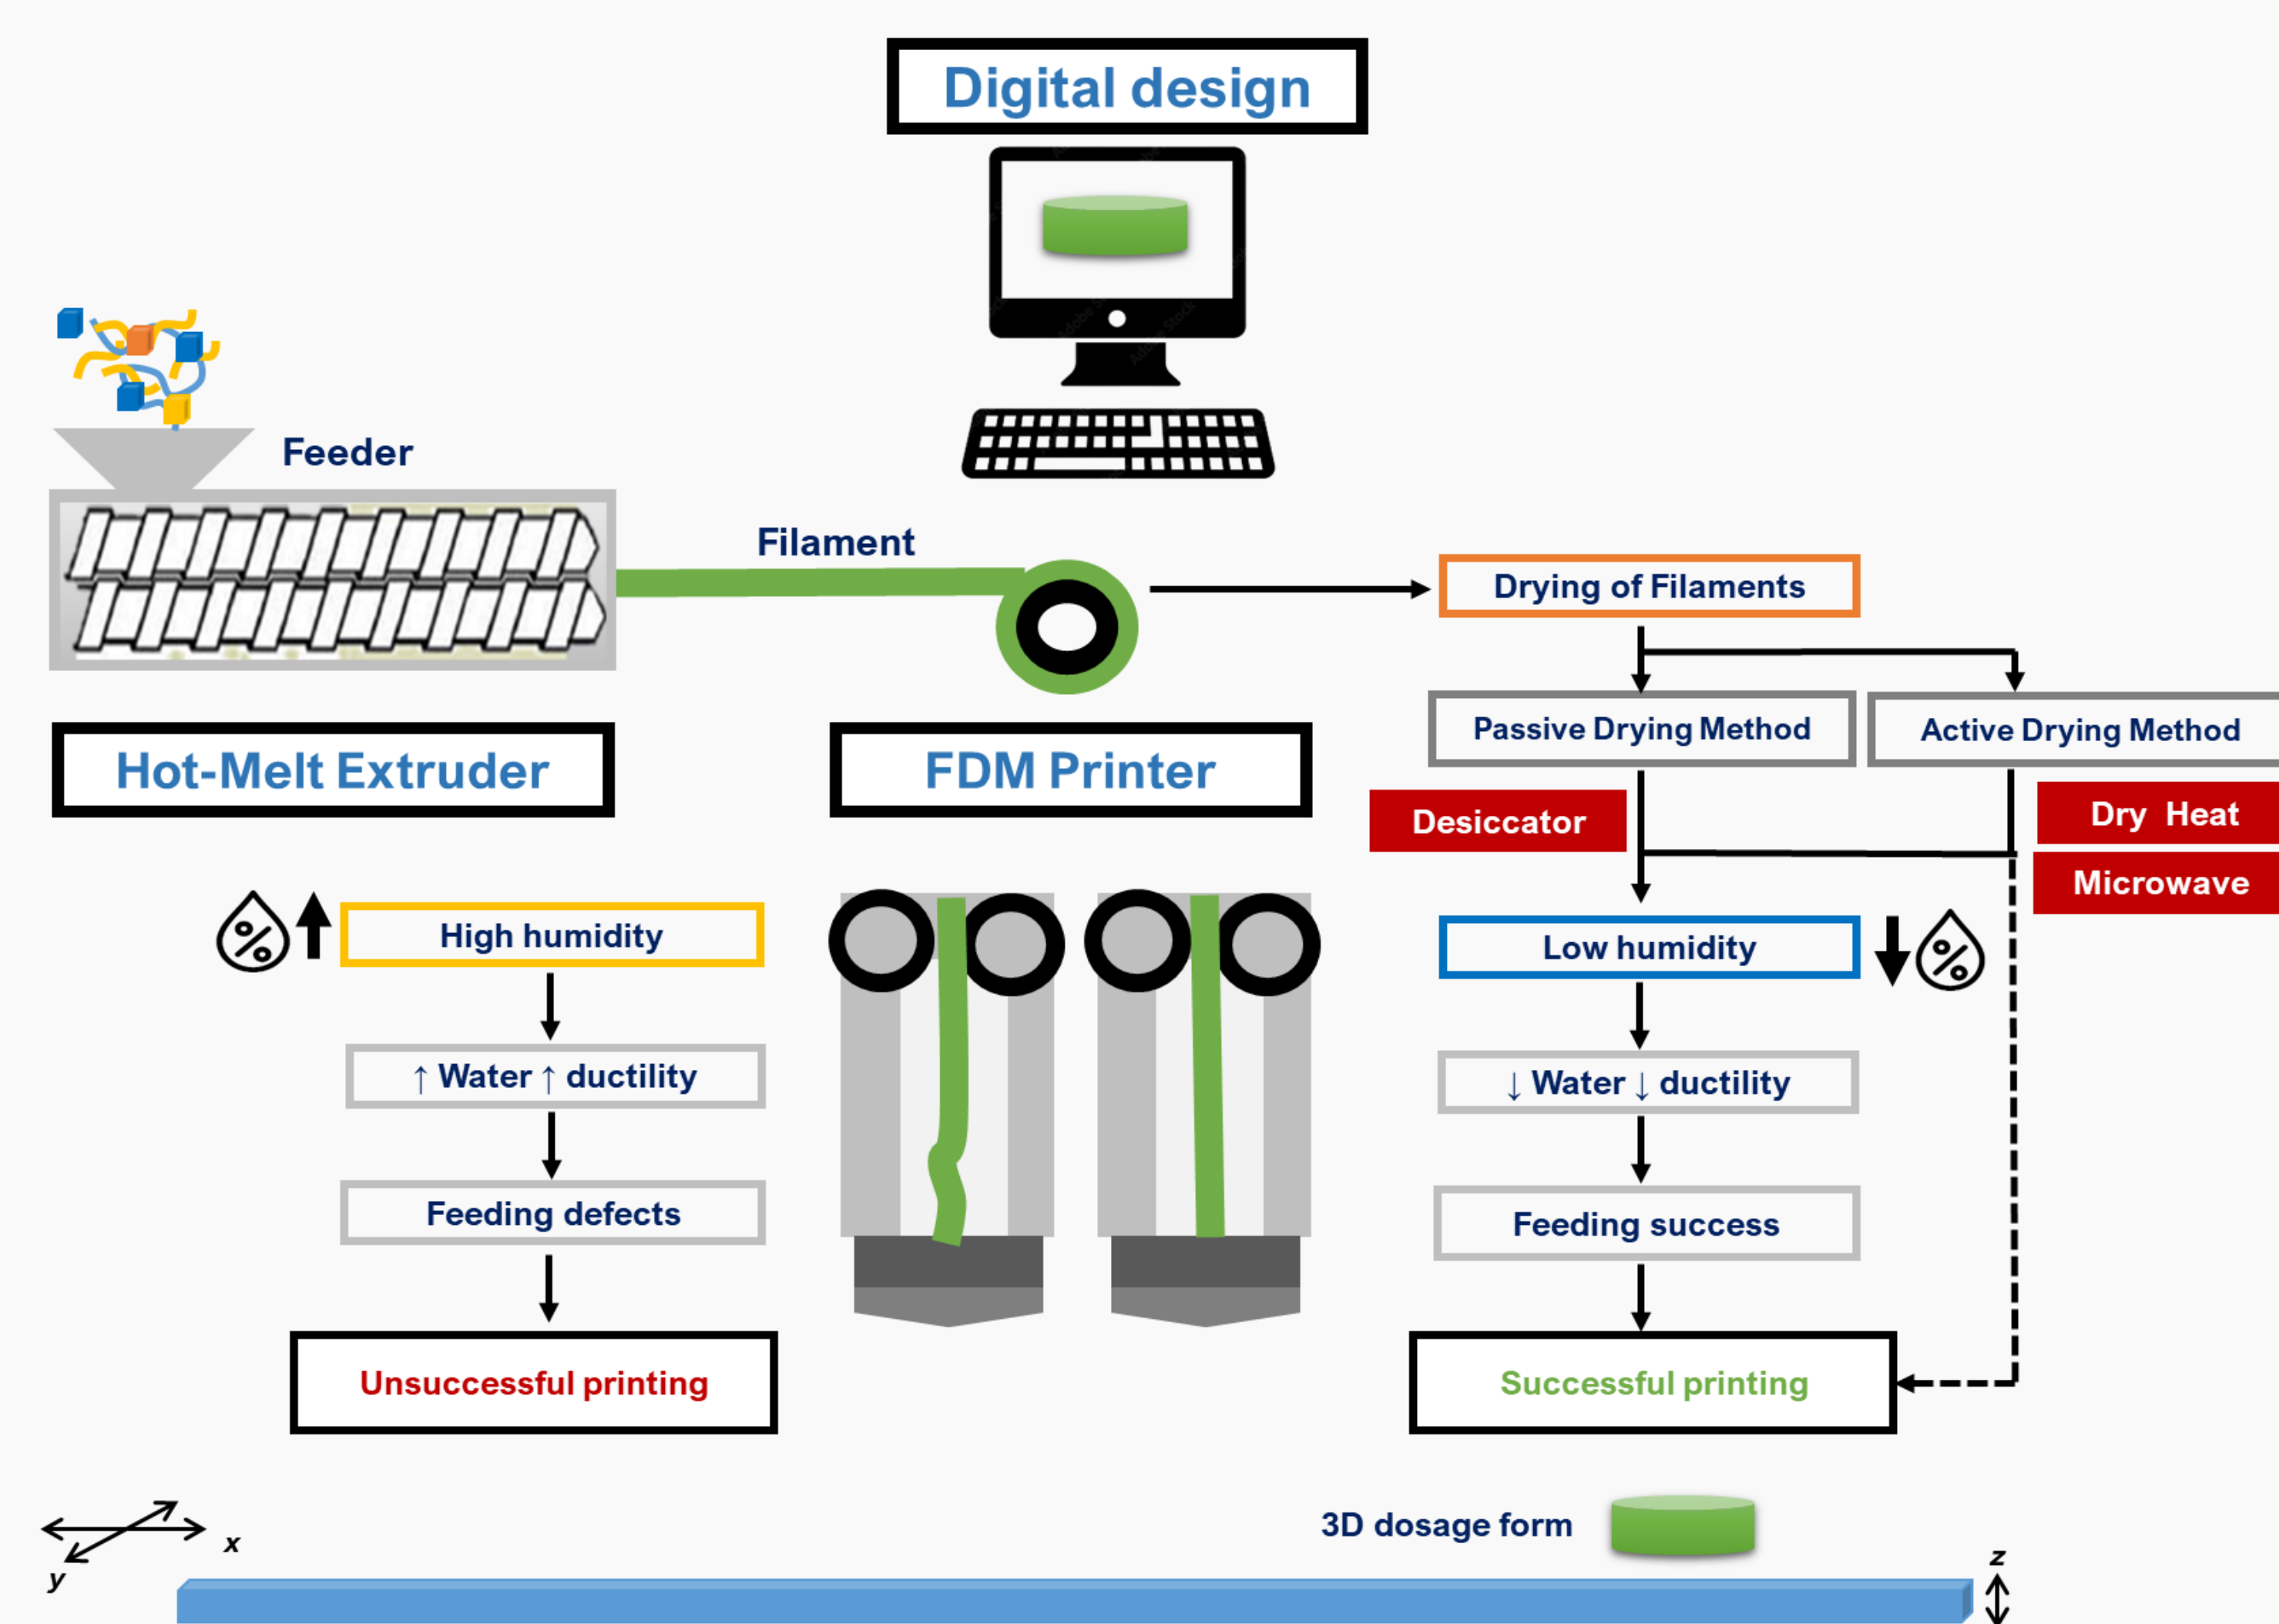 Digital design
Feeder
Filament
Drying of Filaments
Passive Drying Method
Active Drying Method
Hot-Melt Extruder
FDM Printer
Desiccator
Dry Heat
Microwave
High humidity
Low humidity
↑ Water ↑ ductility
↓ Water ↓ ductility
Feeding defects
Feeding success
Unsuccessful printing
Successful printing
3D dosage form
x
y
z